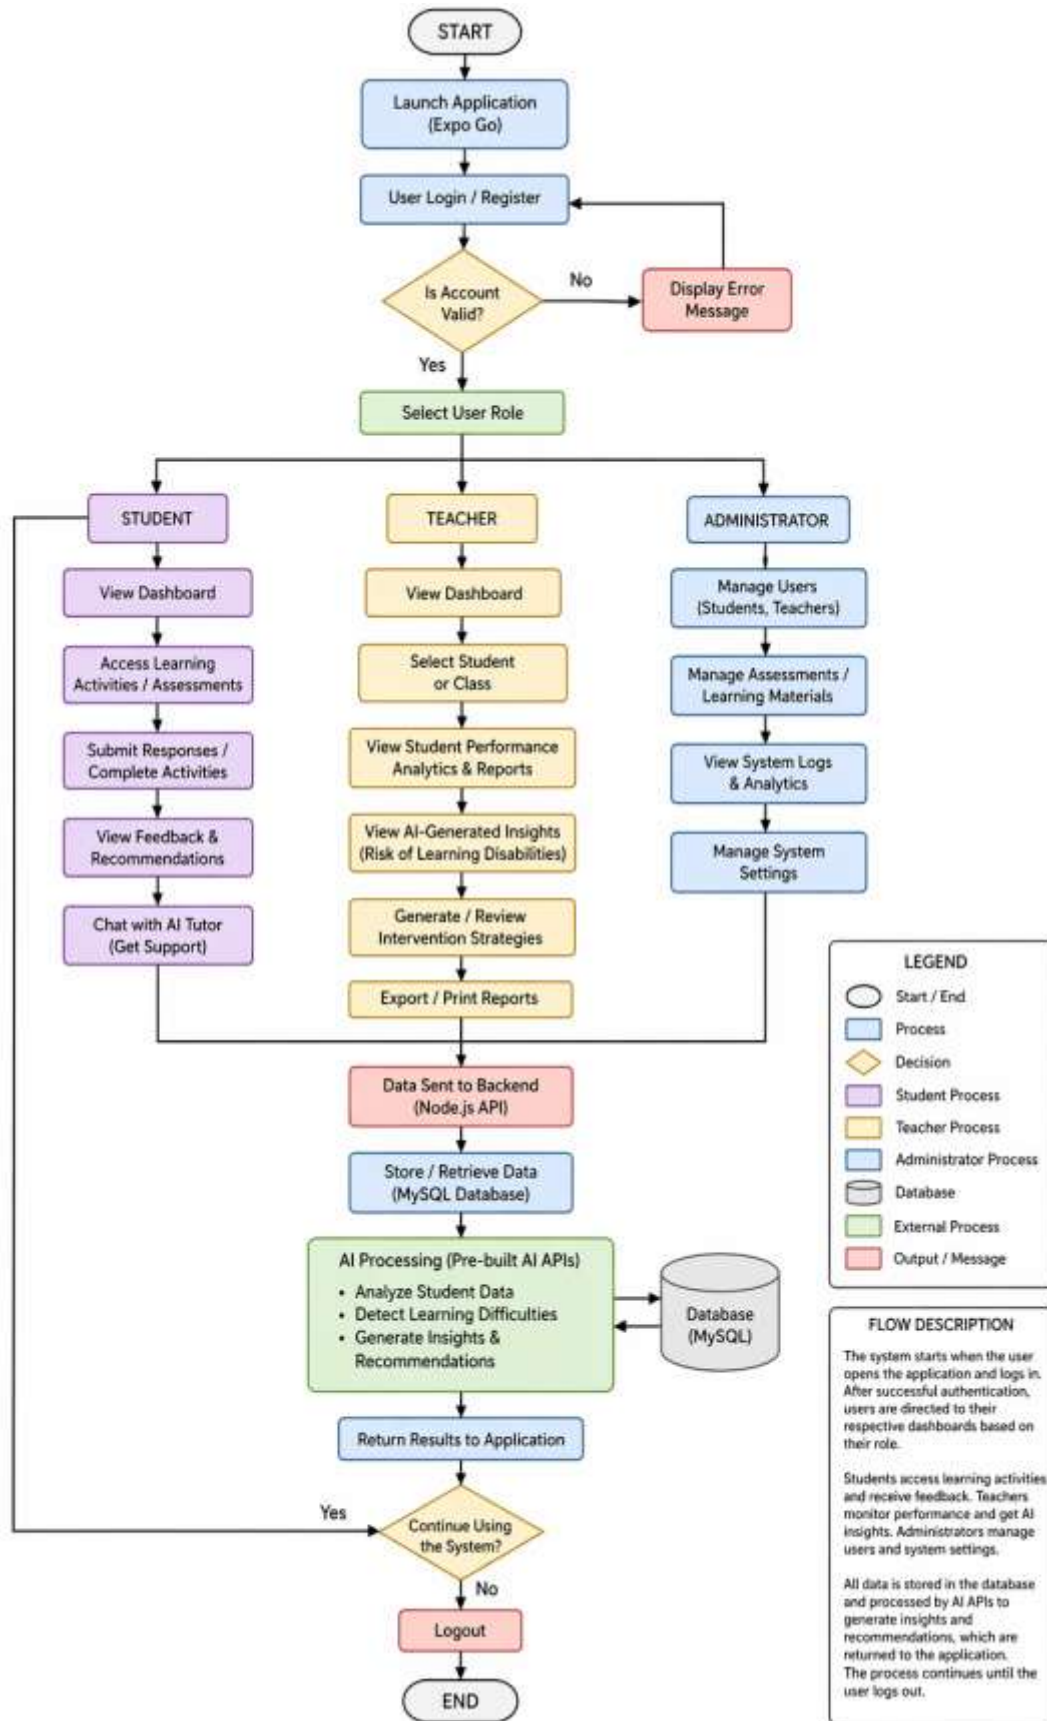 START
Launch Application
(Expo Go)
User Login / Register
Is Account
Valid?
No
Display Error
Message
Yes
Select User Role
STUDENT
TEACHER
ADMINISTRATOR
View Dashboard
View Dashboard
Manage Users
(Students, Teachers)
Access Learning
Activities / Assessments
Select Student
or Class
Manage Assessments /
Learning Materials
Submit Responses /
Complete Activities
View Student Performance
Analytics & Reports
View System Logs
& Analytics
View Feedback &
Recommendations
View AI-Generated Insights
(Risk of Learning Disabilities)
Manage System
Settings
Chat with AI Tutor
(Get Support)
Generate / Review
Intervention Strategies
Export / Print Reports
Data Sent to Backend
(Node.js API)
Store / Retrieve Data
(MySQL Database)
AI Processing (Pre-built AI APIs)
• Analyze Student Data
• Detect Learning Difficulties
• Generate Insights &
Recommendations
Database
(MySQL)
Return Results to Application
Yes
Continue Using
the System?
No
Logout
END
LEGEND
Start / End
Process
Decision
Student Process
Teacher Process
Administrator Process
Database
External Process
Output / Message
FLOW DESCRIPTION
The system starts when the user
opens the application and logs in.
After successful authentication,
users are directed to their
respective dashboards based on
their role.
Students access learning activities
and receive feedback. Teachers
monitor performance and get AI
insights. Administrators manage
users and system settings.
All data is stored in the database
and processed by AI APIs to
generate insights and
recommendations, which are
returned to the application.
The process continues until the
user logs out.